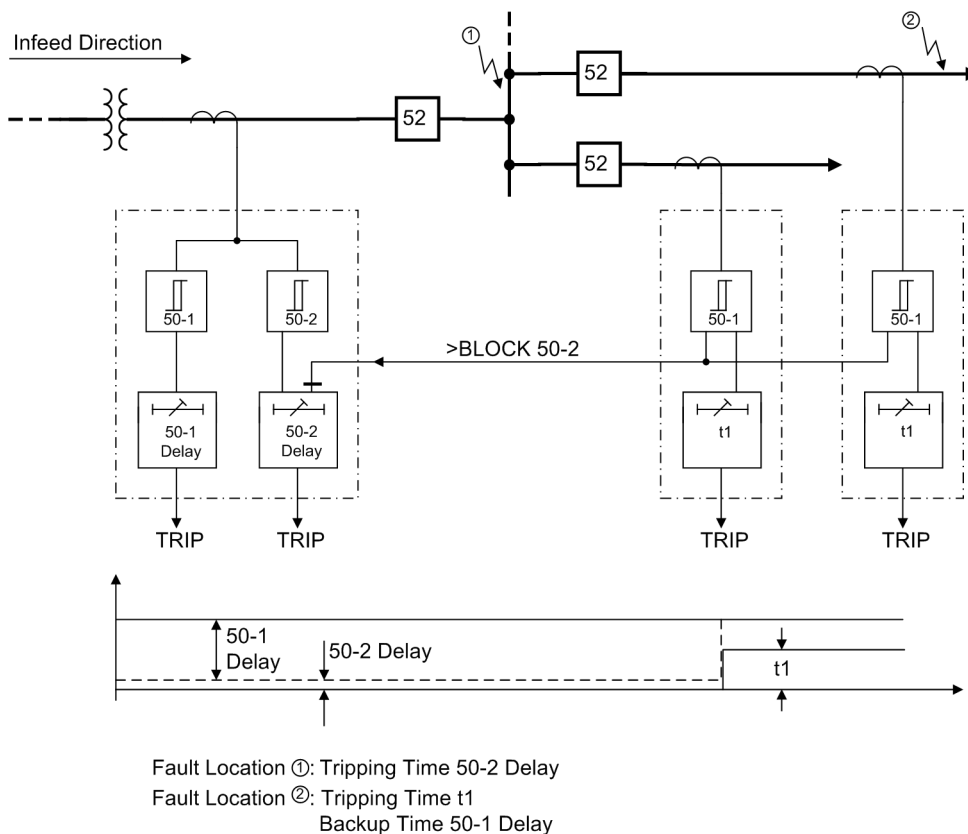 ①
②
Infeed Direction
52
52
52
50-1
50-2
50-1
50-1
>BLOCK 50-2
50-1
Delay
50-2
Delay
t1
t1
TRIP
TRIP
TRIP
TRIP
50-1
Delay
50-2 Delay
t1
Fault Location ①: Tripping Time 50-2 Delay
Fault Location ②: Tripping Time t1
Backup Time 50-1 Delay